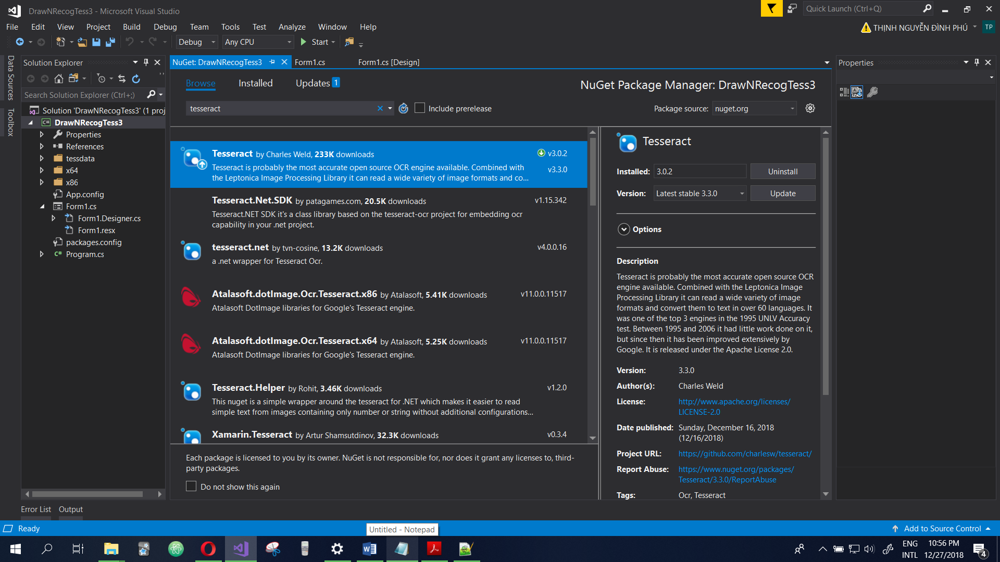 DrawNRecogTess3 - Microsoft Visual Studio
Quick Launch (Ctrl+Q)
File Edit View Project Build Debug Team Tools Test Analyze Window Help
THỊNH NGUYỄN ĐÌNH PHÚ TP
Debug Any CPU Start
Data Sources
Toolbox
Solution Explorer
Search Solution Explorer (Ctrl+;)
Solution 'DrawNRecogTess3' (1 proj
DrawNRecogTess3
Properties
References
tessdata
x64
x86
App.config
Form1.cs
Form1.Designer.cs
Form1.resx
packages.config
C# Program.cs
NuGet: DrawNRecogTess3 Form1.cs Form1.cs [Design]
Browse Installed Updates 1
NuGet Package Manager: DrawNRecogTess3
tesseract
Include prerelease
Package source: nuget.org
Tesseract by Charles Weld, 233K downloads v3.0.2
Tesseract is probably the most accurate open source OCR engine available. Combined with v3.3.0
the Leptonica Image Processing Library it can read a wide variety of image formats and co...
Tesseract.Net.SDK by patagames.com, 20.5K downloads v1.15.342
Tesseract.NET SDK it's a class library based on the tesseract-ocr project for embedding ocr
capability in your .net project.
tesseract.net by tvn-cosine, 13.2K downloads v4.0.0.16
a .net wrapper for Tesseract Ocr.
Atalasoft.dotImage.Ocr.Tesseract.x86 by Atalasoft, 5.41K downloads v11.0.0.11517
Atalasoft DotImage libraries for Google's Tesseract engine.
Atalasoft.dotImage.Ocr.Tesseract.x64 by Atalasoft, 5.25K downloads v11.0.0.11517
Atalasoft DotImage libraries for Google's Tesseract engine.
Tesseract.Helper by Rohit, 3.46K downloads v1.2.0
This nuget is a simple wrapper around the tesseract for .NET which makes it easier to read
simple text from images containing only number or string without additional configurations...
Xamarin.Tesseract by Artur Shamsutdinov, 32.3K downloads v0.3.4
Each package is licensed to you by its owner. NuGet is not responsible for, nor does it grant any licenses to, third-
party packages.
Do not show this again
Tesseract
Installed: 3.0.2 Uninstall
Version: Latest stable 3.3.0 Update
Options
Description
Tesseract is probably the most accurate open source OCR
engine available. Combined with the Leptonica Image
Processing Library it can read a wide variety of image
formats and convert them to text in over 60 languages. It
was one of the top 3 engines in the 1995 UNLV Accuracy
test. Between 1995 and 2006 it had little work done on it,
but since then it has been improved extensively by
Google. It is released under the Apache License 2.0.
Version: 3.3.0
Author(s): Charles Weld
License: http://www.apache.org/licenses/
LICENSE-2.0
Date published: Sunday, December 16, 2018
(12/16/2018)
Project URL: https://github.com/charlesw/tesseract/
Report Abuse: https://www.nuget.org/packages/
Tesseract/3.3.0/ReportAbuse
Tags: Ocr, Tesseract
Properties
Error List Output
Ready
Untitled - Notepad
Add to Source Control
ENG
INTL
10:56 PM
12/27/2018
4